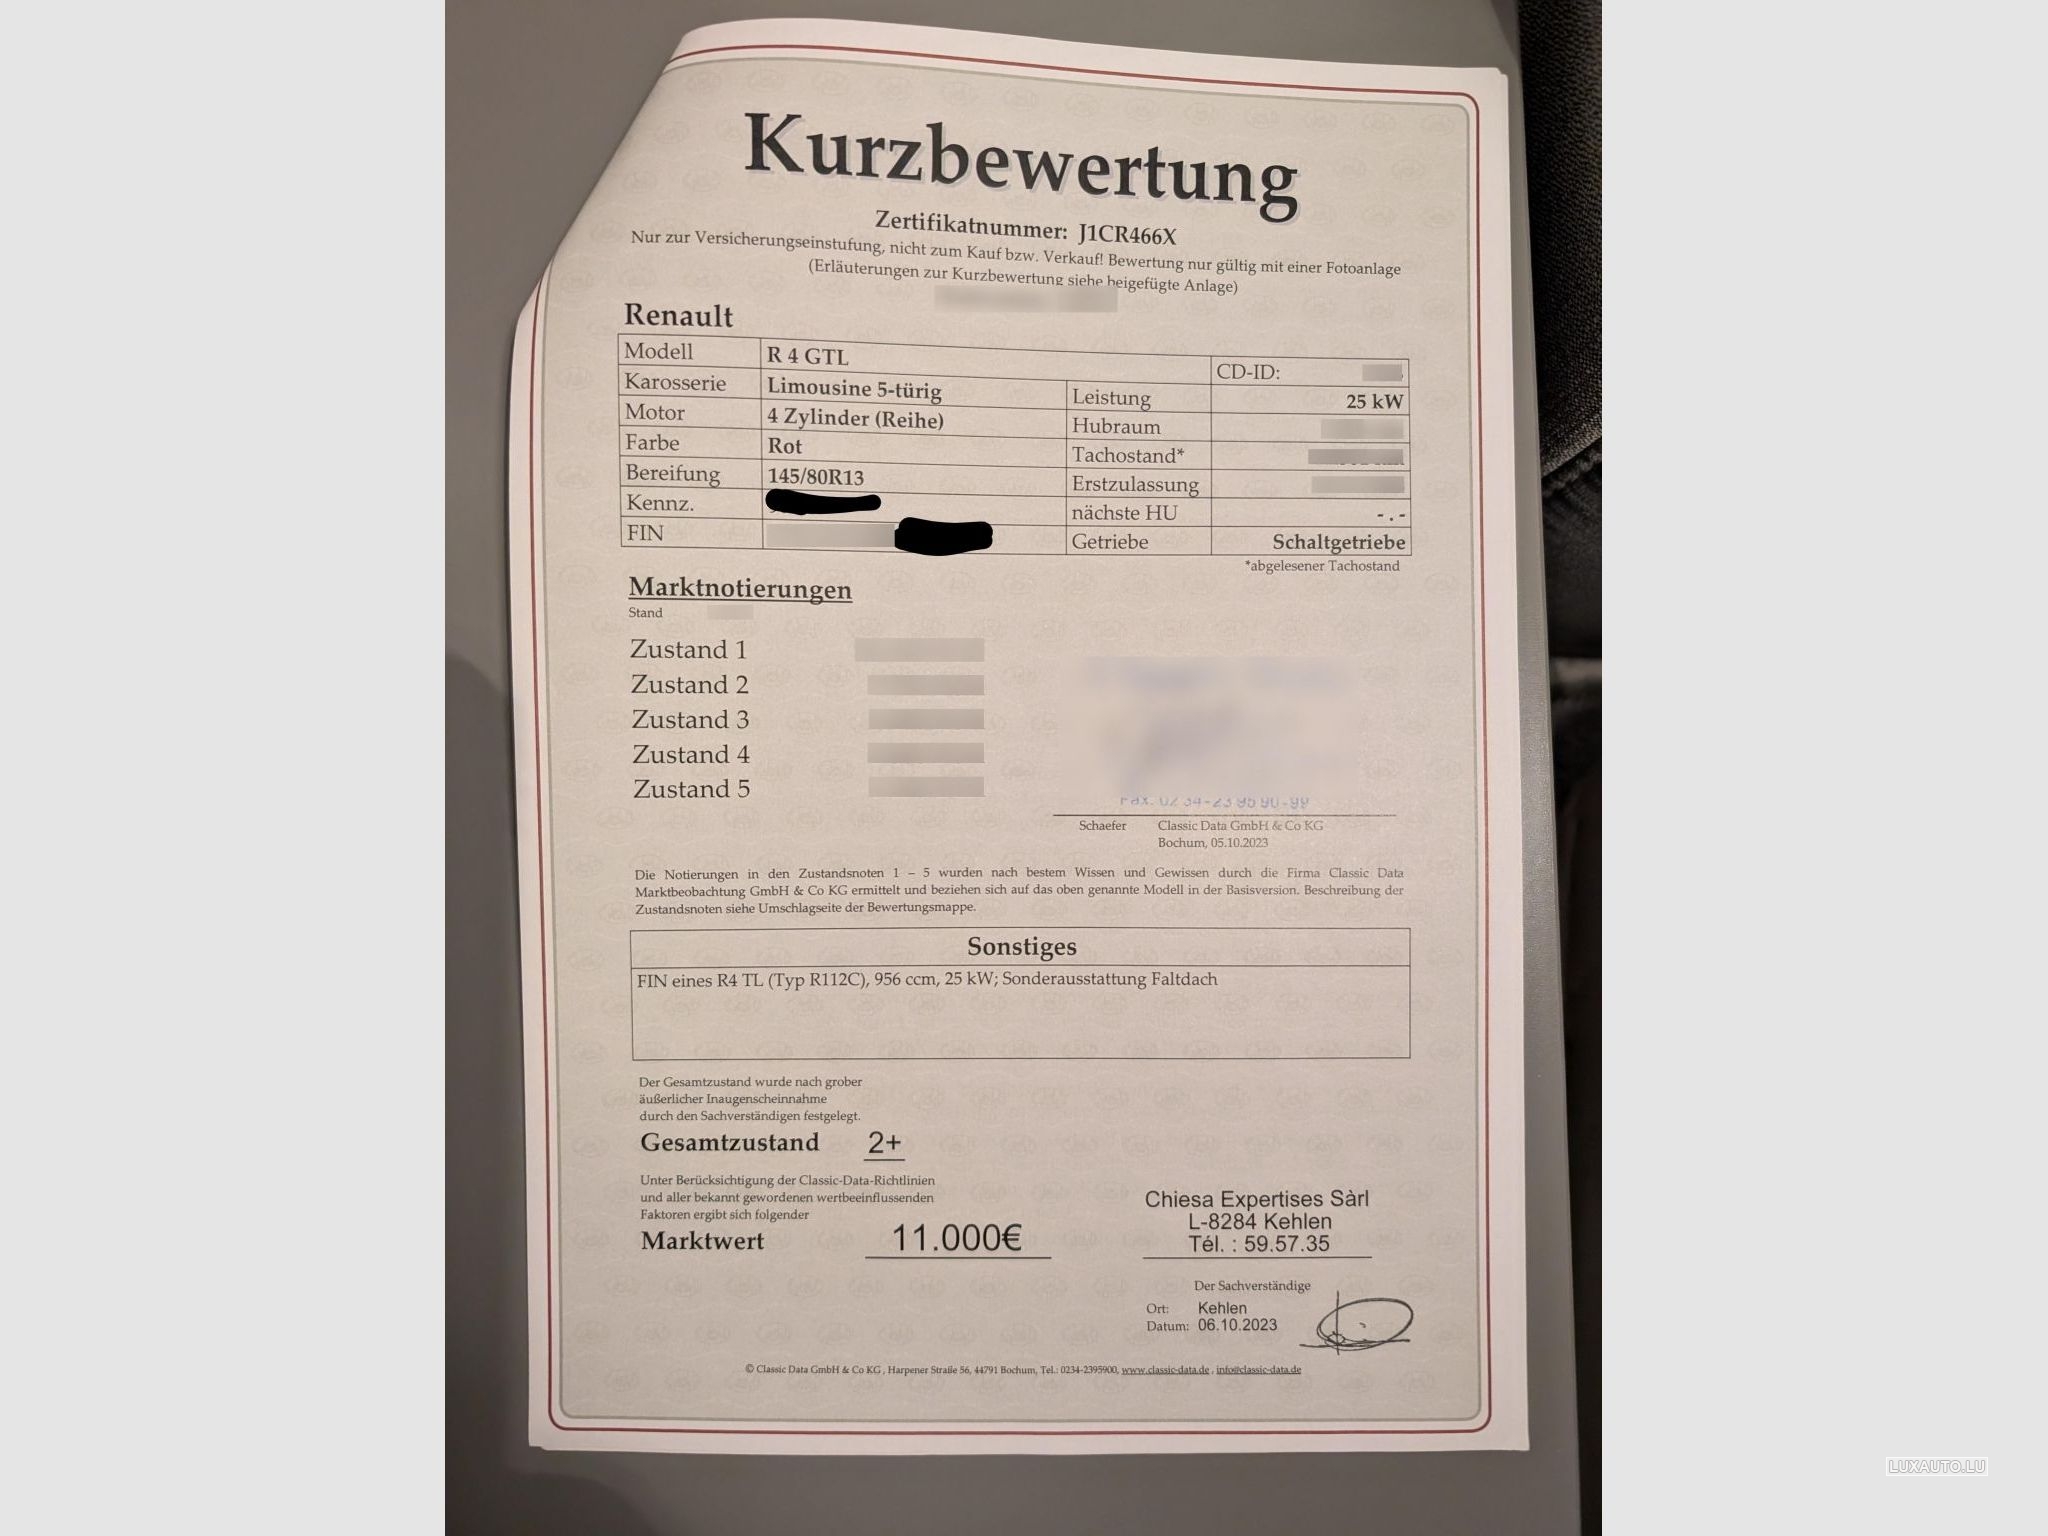 Kurzbewertung
Zertifikatnummer: J1CR466X
Nur zur Versicherungseinstufung, nicht zum Kauf bzw. Verkauf! Bewertung nur gültig mit einer Fotoanlage
(Erläuterungen zur Kurzbewertung siehe beigefügte Anlage)
Renault
Modell R 4 GTL CD-ID:
Karosserie Limousine 5-türig Leistung 25 kW
Motor 4 Zylinder (Reihe) Hubraum
Farbe Rot Tachostand*
Bereifung 145/80R13 Erstzulassung
Kennz. nächste HU - . -
FIN Getriebe Schaltgetriebe
*abgelesener Tachostand
Marktnotierungen
Stand
Zustand 1
Zustand 2
Zustand 3
Zustand 4
Zustand 5
Fax. 02 34-23 95 90-99
Schaefer Classic Data GmbH & Co KG
Bochum, 05.10.2023
Die Notierungen in den Zustandsnoten 1 – 5 wurden nach bestem Wissen und Gewissen durch die Firma Classic Data
Marktbeobachtung GmbH & Co KG ermittelt und beziehen sich auf das oben genannte Modell in der Basisversion. Beschreibung der
Zustandsnoten siehe Umschlagseite der Bewertungsmappe.
Sonstiges
FIN eines R4 TL (Typ R112C), 956 ccm, 25 kW; Sonderausstattung Faltdach
Der Gesamtzustand wurde nach grober
äußerlicher Inaugenscheinnahme
durch den Sachverständigen festgelegt.
Gesamtzustand 2+
Unter Berücksichtigung der Classic-Data-Richtlinien
und aller bekannt gewordenen wertbeeinflussenden
Faktoren ergibt sich folgender
Marktwert 11.000€
Chiesa Expertises Sàrl
L-8284 Kehlen
Tél. : 59.57.35
Der Sachverständige
Ort: Kehlen
Datum: 06.10.2023
© Classic Data GmbH & Co KG , Harpener Straße 56, 44791 Bochum, Tel.: 0234-2395900, www.classic-data.de , info@classic-data.de
LUXAUTO.LU